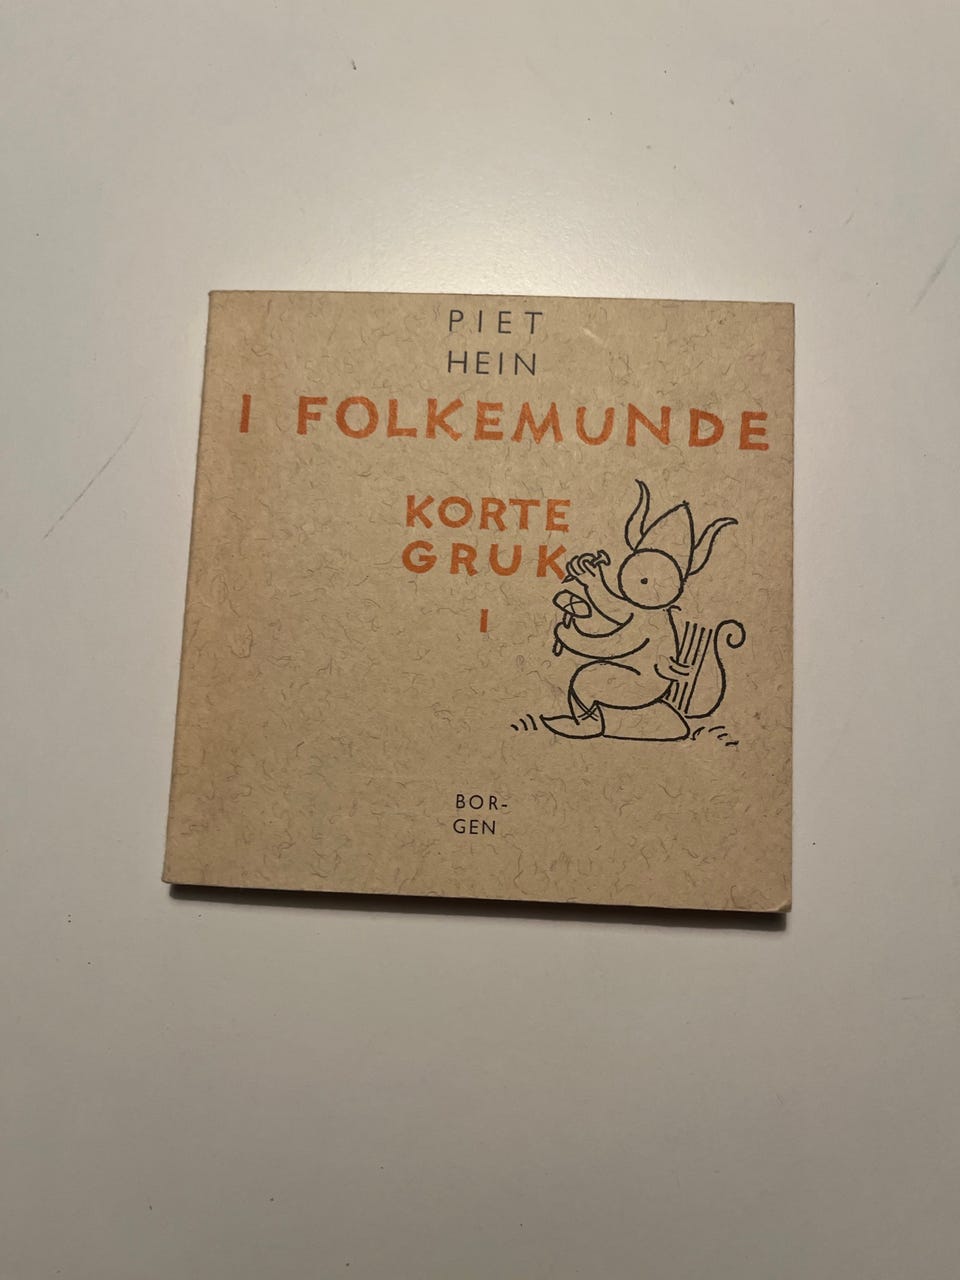 PIET
HEIN
I FOLKEMUNDE
KORTE
GRUK
I
BOR-
GEN